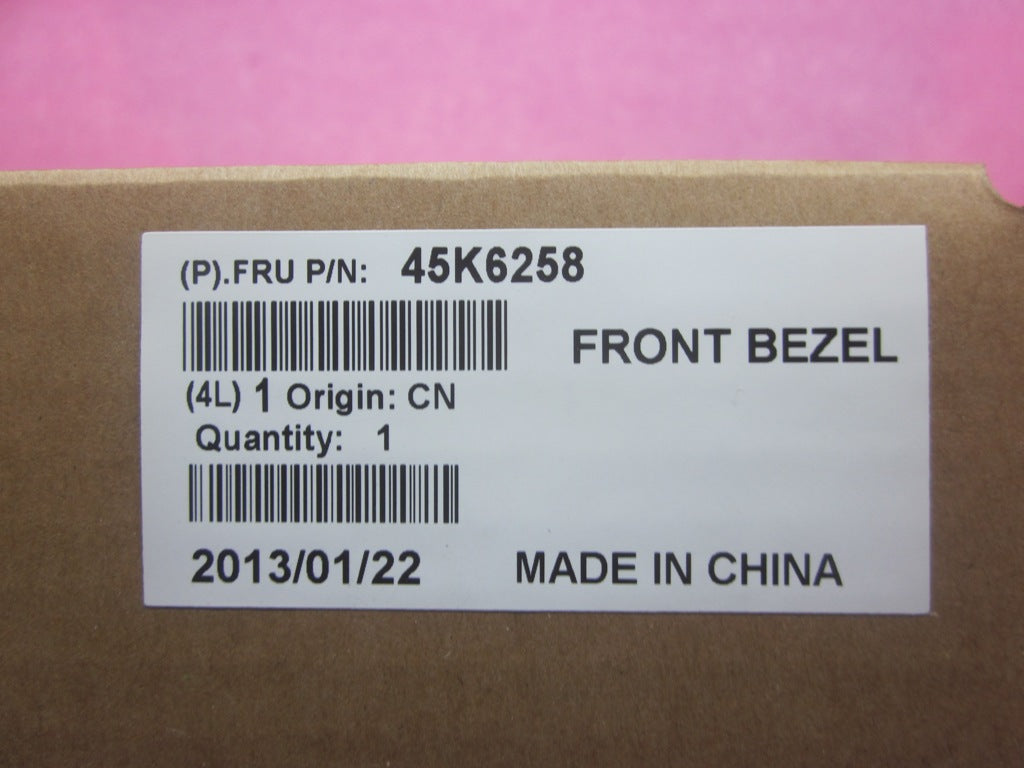 (P).FRU P/N: 45K6258
FRONT BEZEL
(4L) 1 Origin: CN
Quantity: 1
2013/01/22 MADE IN CHINA